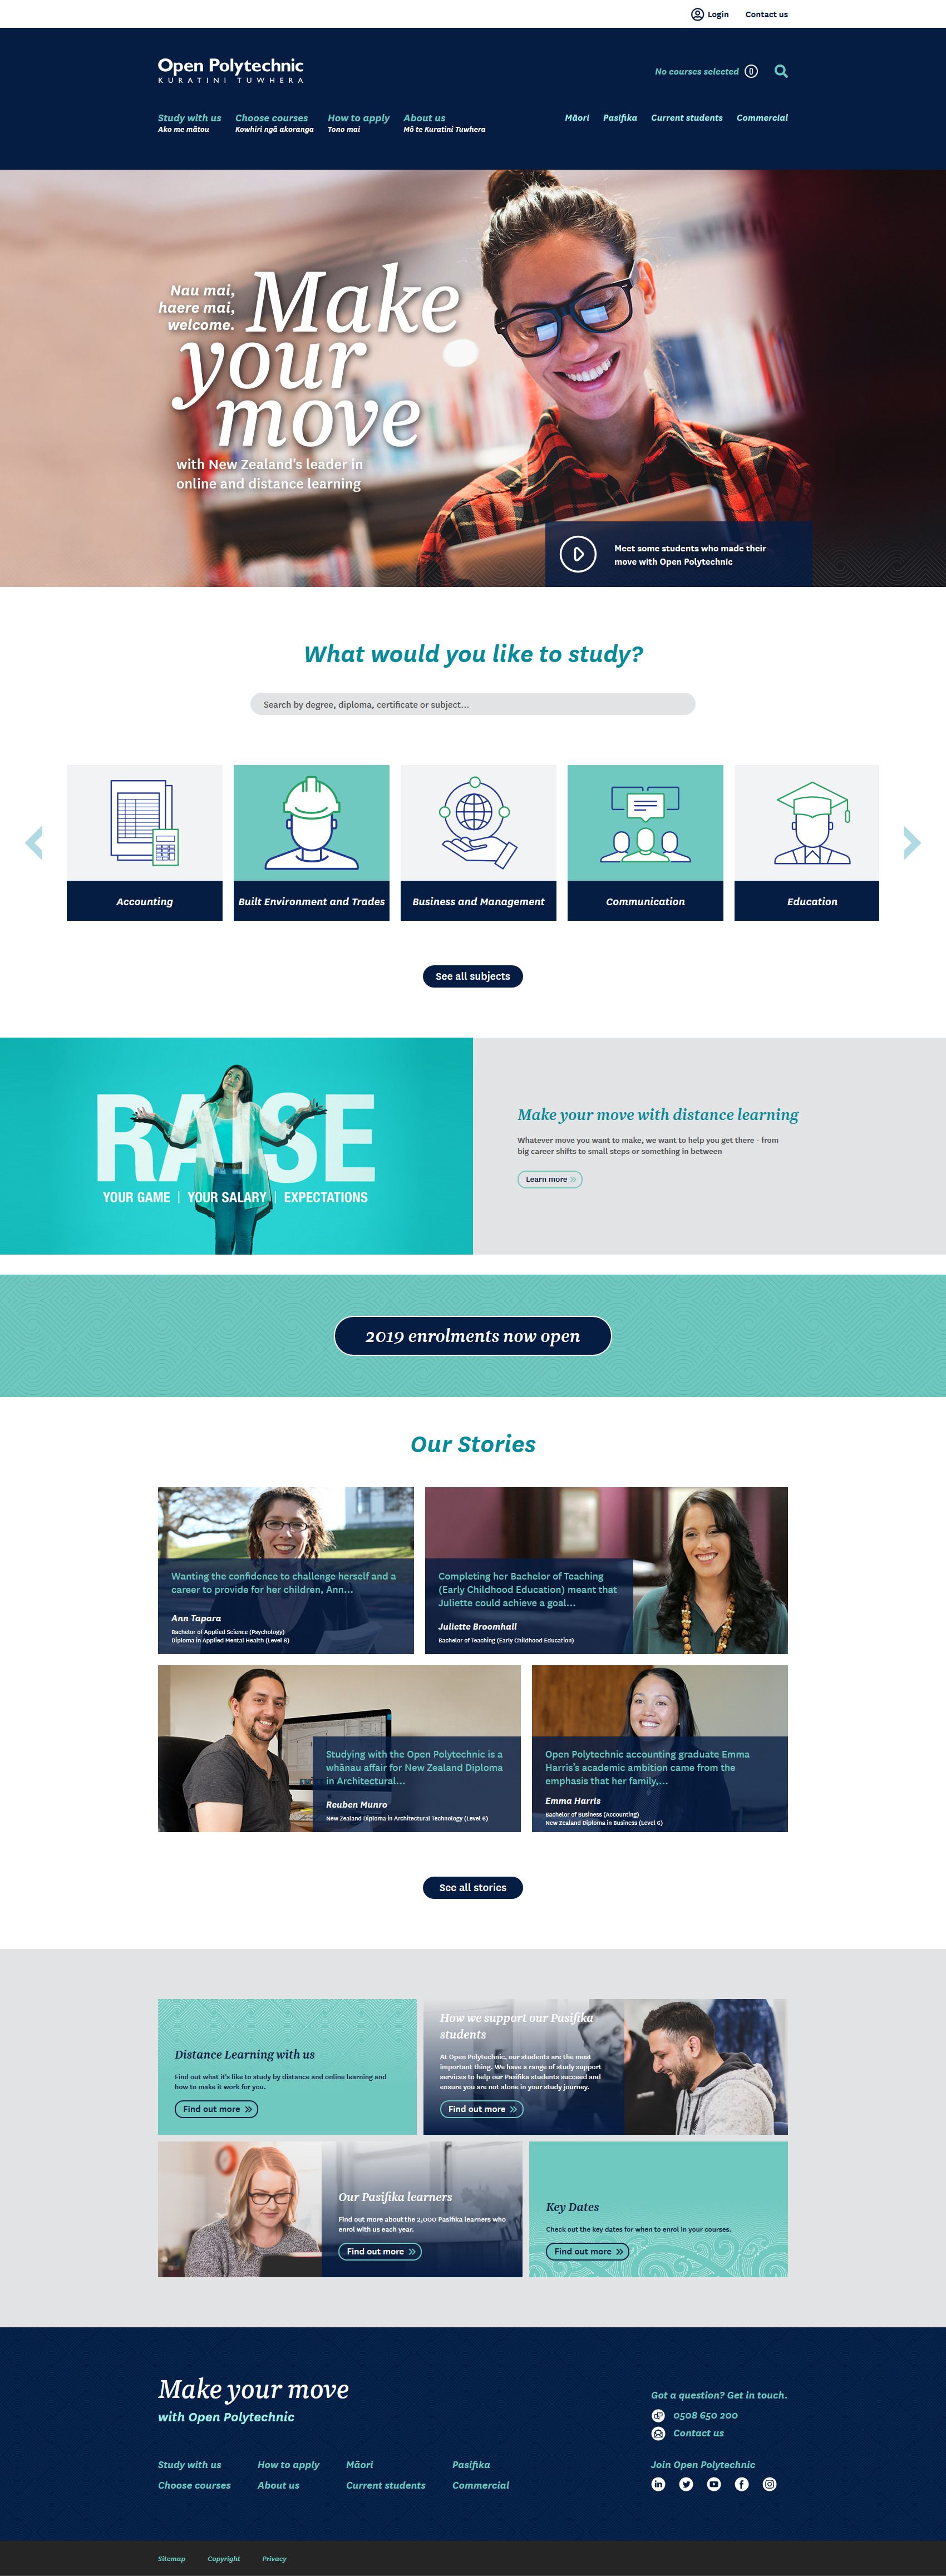 Login Contact us
Open Polytechnic
KURATINI TUWHERA
No courses selected 0
Study with us Choose courses How to apply About us
Ako me mātou Kowhiri ngā akoranga Tono mai Mō te Kuratini Tuwhera
Māori Pasifika Current students Commercial
Nau mai,
haere mai,
welcome.
Make
your
move
with New Zealand's leader in
online and distance learning
Meet some students who made their
move with Open Polytechnic
What would you like to study?
Search by degree, diploma, certificate or subject...
Accounting
Built Environment and Trades
Business and Management
Communication
Education
See all subjects
RAISE
YOUR GAME | YOUR SALARY | EXPECTATIONS
Make your move with distance learning
Whatever move you want to make, we want to help you get there - from
big career shifts to small steps or something in between
Learn more »
2019 enrolments now open
Our Stories
Wanting the confidence to challenge herself and a
career to provide for her children, Ann...
Ann Tapara
Bachelor of Applied Science (Psychology)
Diploma in Applied Mental Health (Level 6)
Completing her Bachelor of Teaching
(Early Childhood Education) meant that
Juliette could achieve a goal...
Juliette Broomhall
Bachelor of Teaching (Early Childhood Education)
Studying with the Open Polytechnic is a
whānau affair for New Zealand Diploma
in Architectural...
Reuben Munro
New Zealand Diploma in Architectural Technology (Level 6)
Open Polytechnic accounting graduate Emma
Harris's academic ambition came from the
emphasis that her family,...
Emma Harris
Bachelor of Business (Accounting)
New Zealand Diploma in Business (Level 6)
See all stories
Distance Learning with us
Find out what it's like to study by distance and online learning and
how to make it work for you.
Find out more »
How we support our Pasifika
students
At Open Polytechnic, our students are the most
important thing. We have a range of study support
services to help our Pasifika students succeed and
ensure you are not alone in your study journey.
Find out more »
Our Pasifika learners
Find out more about the 2,000 Pasifika learners who
enrol with us each year.
Find out more »
Key Dates
Check out the key dates for when to enrol in your courses.
Find out more »
Make your move
with Open Polytechnic
Got a question? Get in touch.
0508 650 200
Contact us
Study with us How to apply Māori Pasifika
Choose courses About us Current students Commercial
Join Open Polytechnic
Sitemap Copyright Privacy